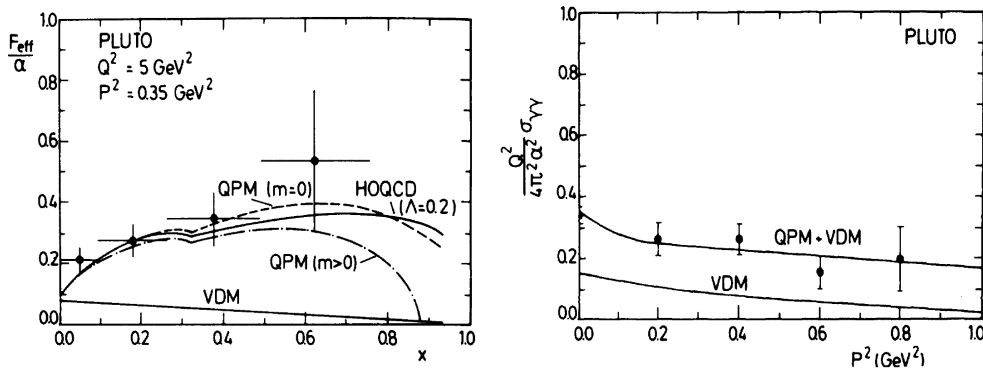 F_eff / α
PLUTO
Q² = 5 GeV²
P² = 0.35 GeV²
1.0
0.8
0.6
0.4
0.2
0.0
QPM (m=0)
HOQCD
(Λ=0.2)
QPM (m>0)
VDM
0.0 0.2 0.4 0.6 0.8 1.0
x
Q² / 4π²α² σγγ
PLUTO
1.0
0.8
0.6
0.4
0.2
0.0
QPM + VDM
VDM
0.0 0.2 0.4 0.6 0.8 1.0
P² (GeV²)